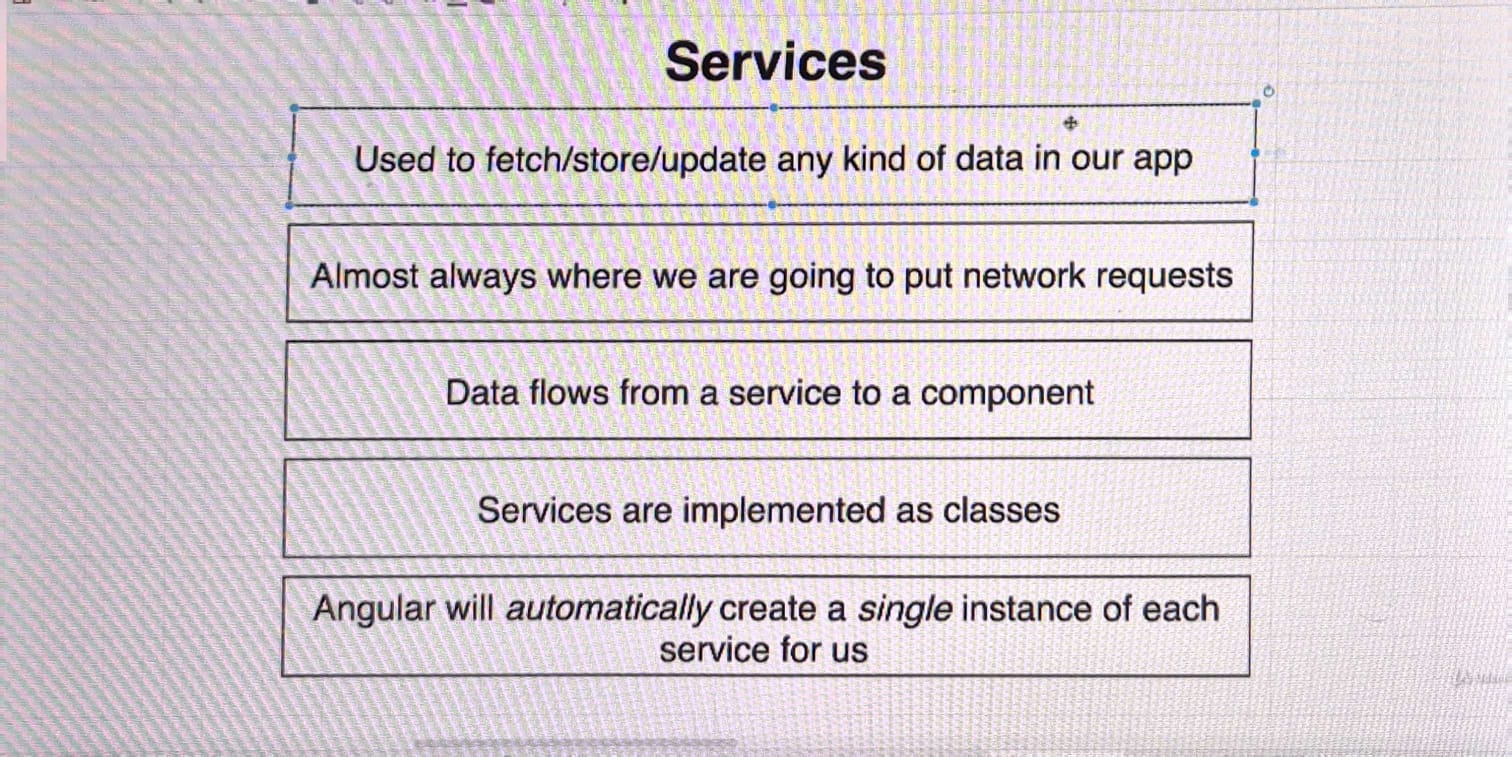 Services
Used to fetch/store/update any kind of data in our app
Almost always where we are going to put network requests
Data flows from a service to a component
Services are implemented as classes
Angular will automatically create a single instance of each
service for us